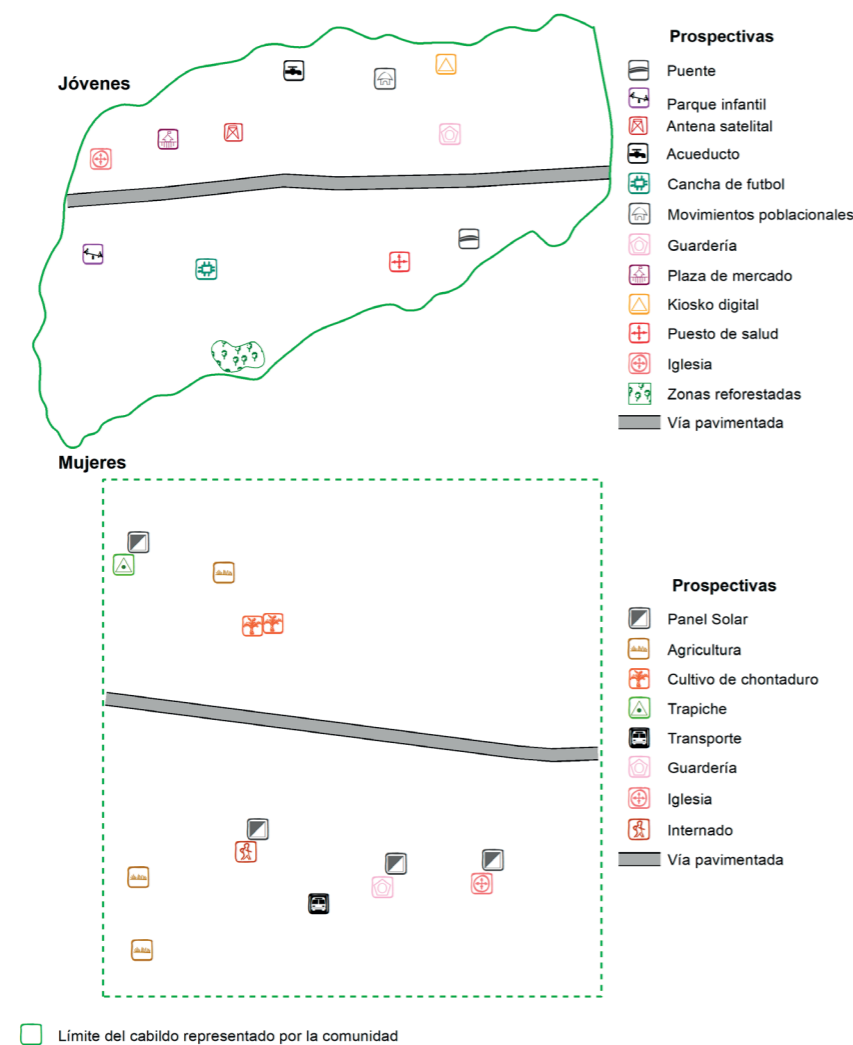 Jóvenes
Prospectivas
Puente
Parque infantil
Antena satelital
Acueducto
Cancha de futbol
Movimientos poblacionales
Guardería
Plaza de mercado
Kiosko digital
Puesto de salud
Iglesia
Zonas reforestadas
Vía pavimentada
Mujeres
Prospectivas
Panel Solar
Agricultura
Cultivo de chontaduro
Trapiche
Transporte
Guardería
Iglesia
Internado
Vía pavimentada
Límite del cabildo representado por la comunidad